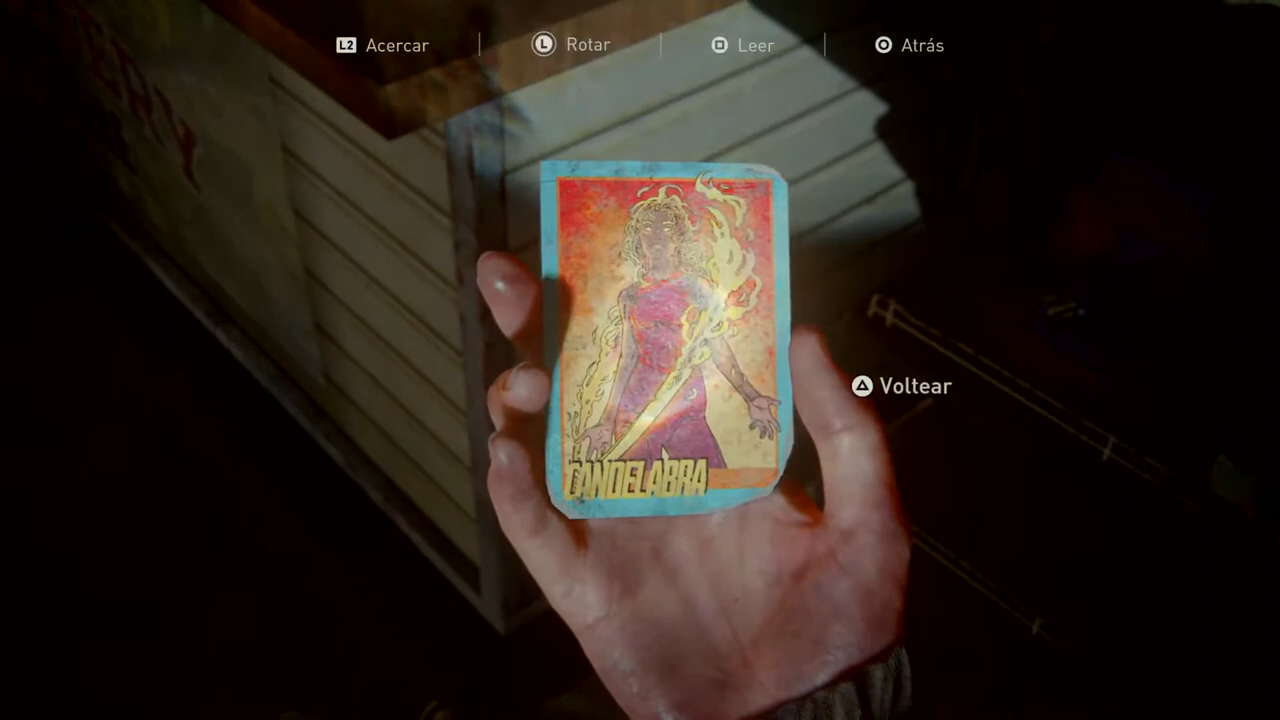 L2 Acercar
L Rotar
Leer
Atrás
Voltear
CANDELABRA